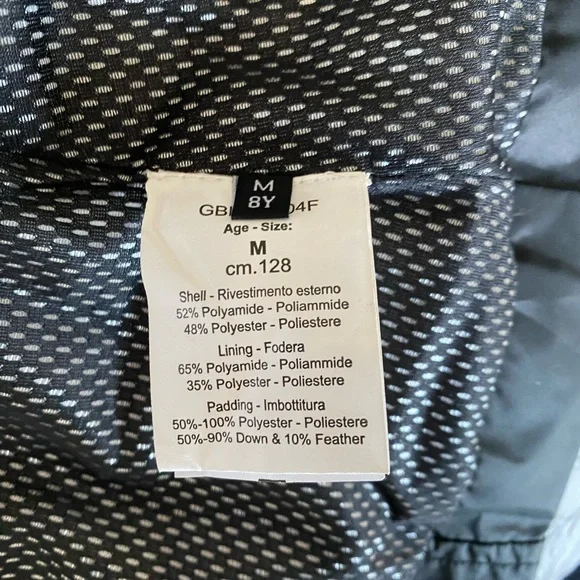 M
8Y
Age - Size:
M
cm.128
Shell - Rivestimento esterno
52% Polyamide - Poliammide
48% Polyester - Poliestere
Lining - Fodera
65% Polyamide - Poliammide
35% Polyester - Poliestere
Padding - Imbottitura
50%-100% Polyester - Poliestere
50%-90% Down & 10% Feather